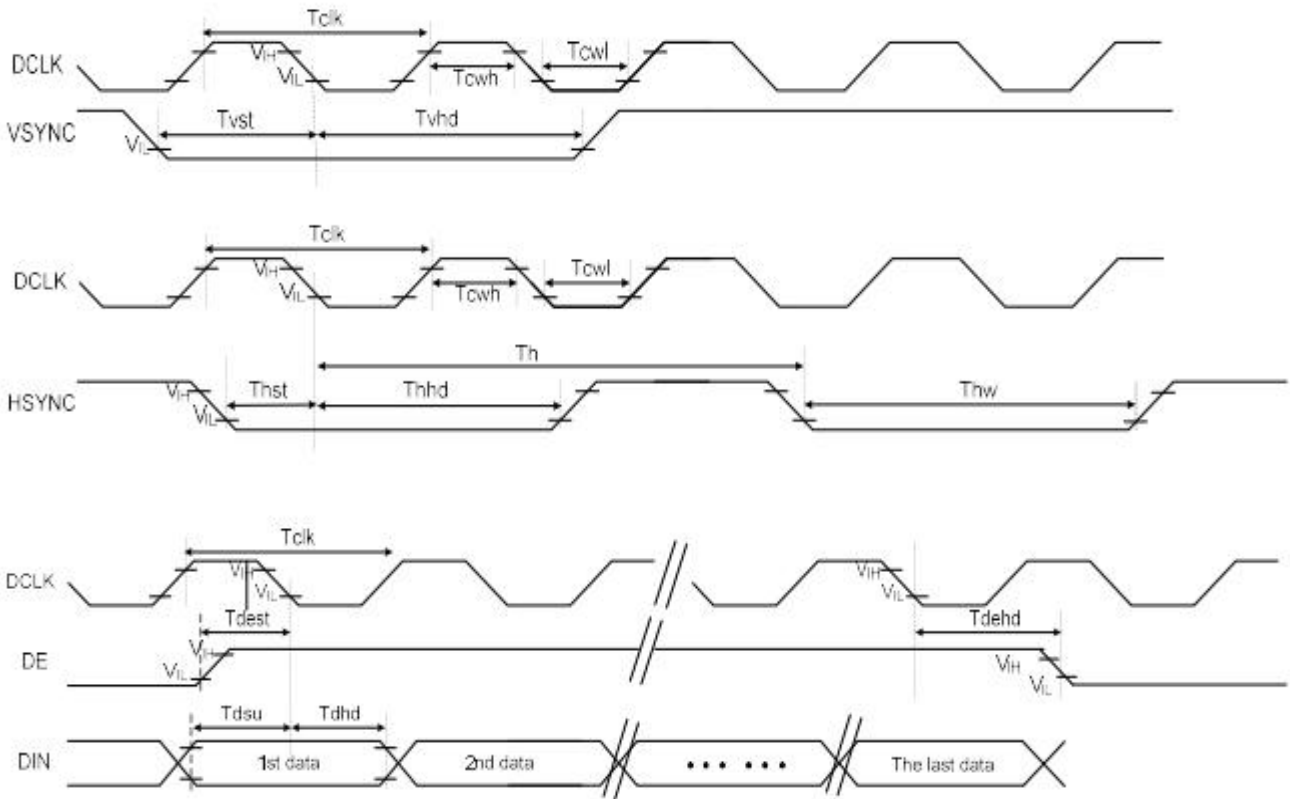 Tclk
DCLK
VIH
VIL
Tcwh
Tcwl
VSYNC
VIL
Tvst
Tvhd
Tclk
DCLK
VIH
VIL
Tcwh
Tcwl
Th
HSYNC
VIH
VIL
Thst
Thhd
Thw
Tclk
DCLK
VIH
VIL
VIH
VIL
Tdest
Tdehd
DE
VIH
VIL
VIH
VIL
Tdsu
Tdhd
DIN
1st data
2nd data
•••  •••
The last data